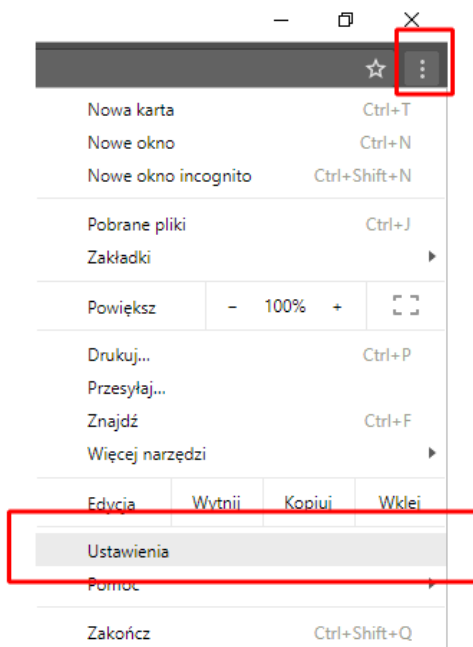 Nowa karta Ctrl+T
Nowe okno Ctrl+N
Nowe okno incognito Ctrl+Shift+N
Pobrane pliki Ctrl+J
Zakładki
Powiększ - 100% +
Drukuj... Ctrl+P
Przesyłaj...
Znajdź Ctrl+F
Więcej narzędzi
Edycja Wytnij Kopiuj Wklej
Ustawienia
Pomoc
Zakończ Ctrl+Shift+Q